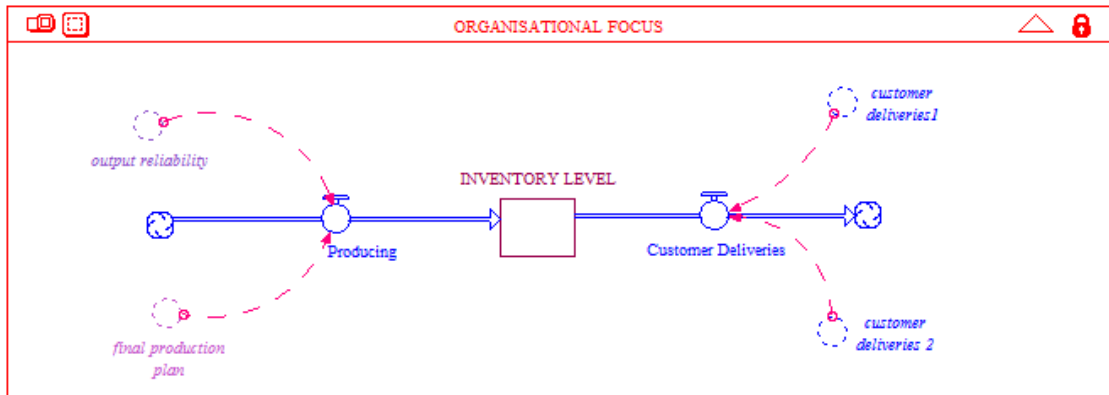 ORGANISATIONAL FOCUS
customer
deliveries1
output reliability
INVENTORY LEVEL
Producing
Customer Deliveries
final production
plan
customer
deliveries 2